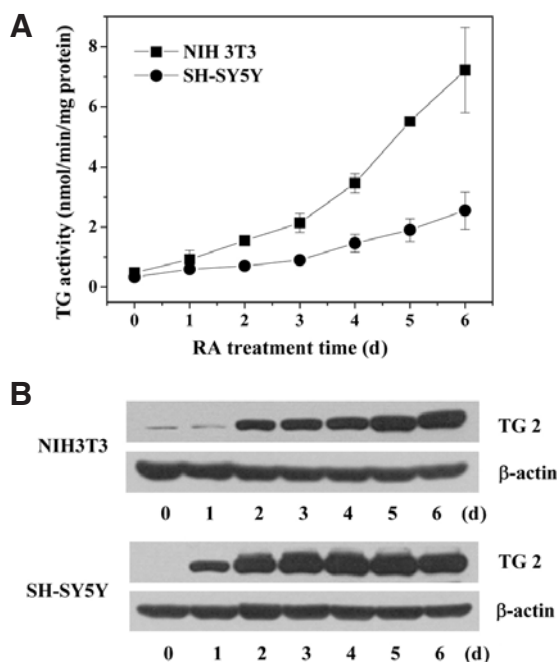 A
NIH 3T3
SH-SY5Y
TG activity (nmol/min/mg protein)
8
6
4
2
0
0 1 2 3 4 5 6
RA treatment time (d)
B
NIH3T3
TG 2
β-actin
0 1 2 3 4 5 6 (d)
SH-SY5Y
TG 2
β-actin
0 1 2 3 4 5 6 (d)